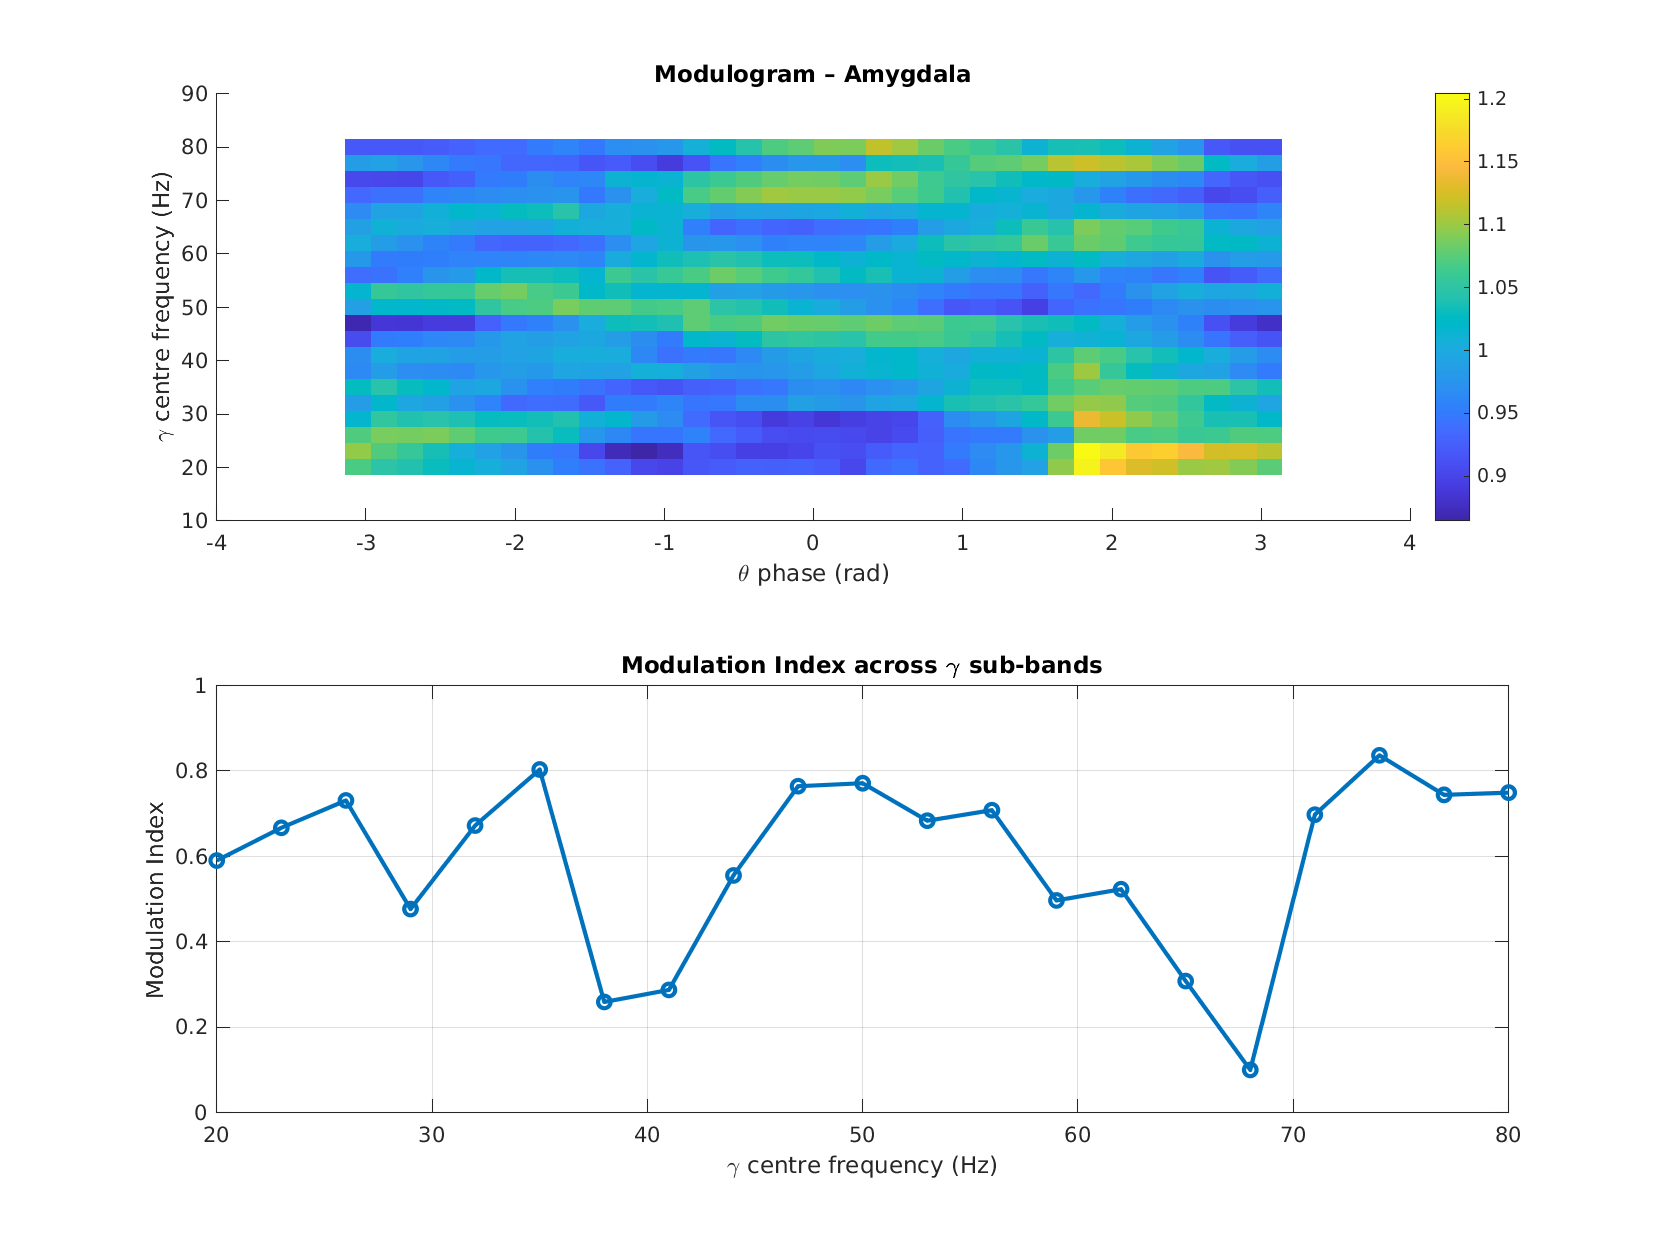 Modulogram – Amygdala
90
80
70
60
50
40
30
20
10
γ centre frequency (Hz)
-4 -3 -2 -1 0 1 2 3 4
θ phase (rad)
1.2
1.15
1.1
1.05
1
0.95
0.9
Modulation Index across γ sub-bands
1
0.8
0.6
0.4
0.2
0
Modulation Index
20 30 40 50 60 70 80
γ centre frequency (Hz)